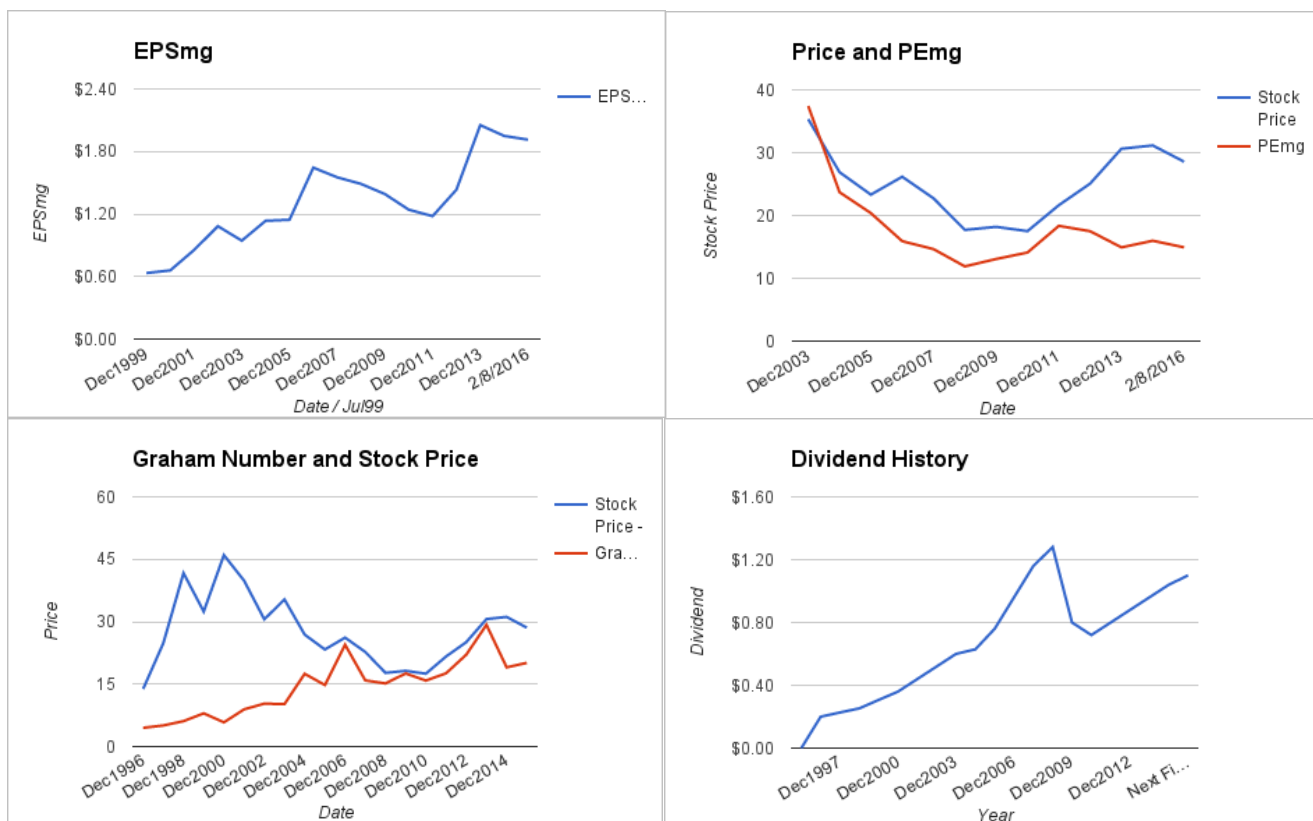 EPSmg
$2.40
$1.80
$1.20
$0.60
$0.00
EPSmg
EPS...
Dec1999
Dec2001
Dec2003
Dec2005
Dec2007
Dec2009
Dec2011
Dec2013
2/8/2016
Date / Jul99
Price and PEmg
40
30
20
10
0
Stock Price
Stock
Price
PEmg
Dec2003
Dec2005
Dec2007
Dec2009
Dec2011
Dec2013
2/8/2016
Date
Graham Number and Stock Price
60
45
30
15
0
Price
Stock
Price -
Gra...
Dec1996
Dec1998
Dec2000
Dec2002
Dec2004
Dec2006
Dec2008
Dec2010
Dec2012
Dec2014
Date
Dividend History
$1.60
$1.20
$0.80
$0.40
$0.00
Dividend
Dec1997
Dec2000
Dec2003
Dec2006
Dec2009
Dec2012
Next Fi...
Year